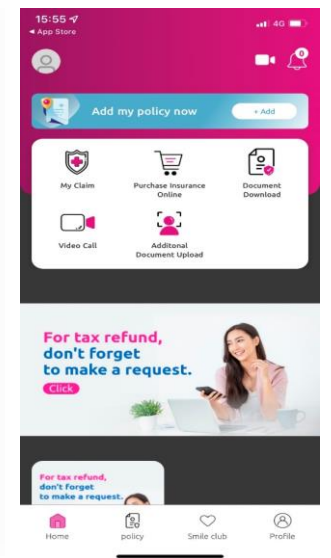 15:55
4G
App Store
0
Add my policy now
+ Add
My Claim
Purchase Insurance
Online
Document
Download
Video Call
Additonal
Document Upload
For tax refund,
don't forget
to make a request.
Click
For tax refund,
don't forget
to make a request.
Home
policy
Smile club
Profile